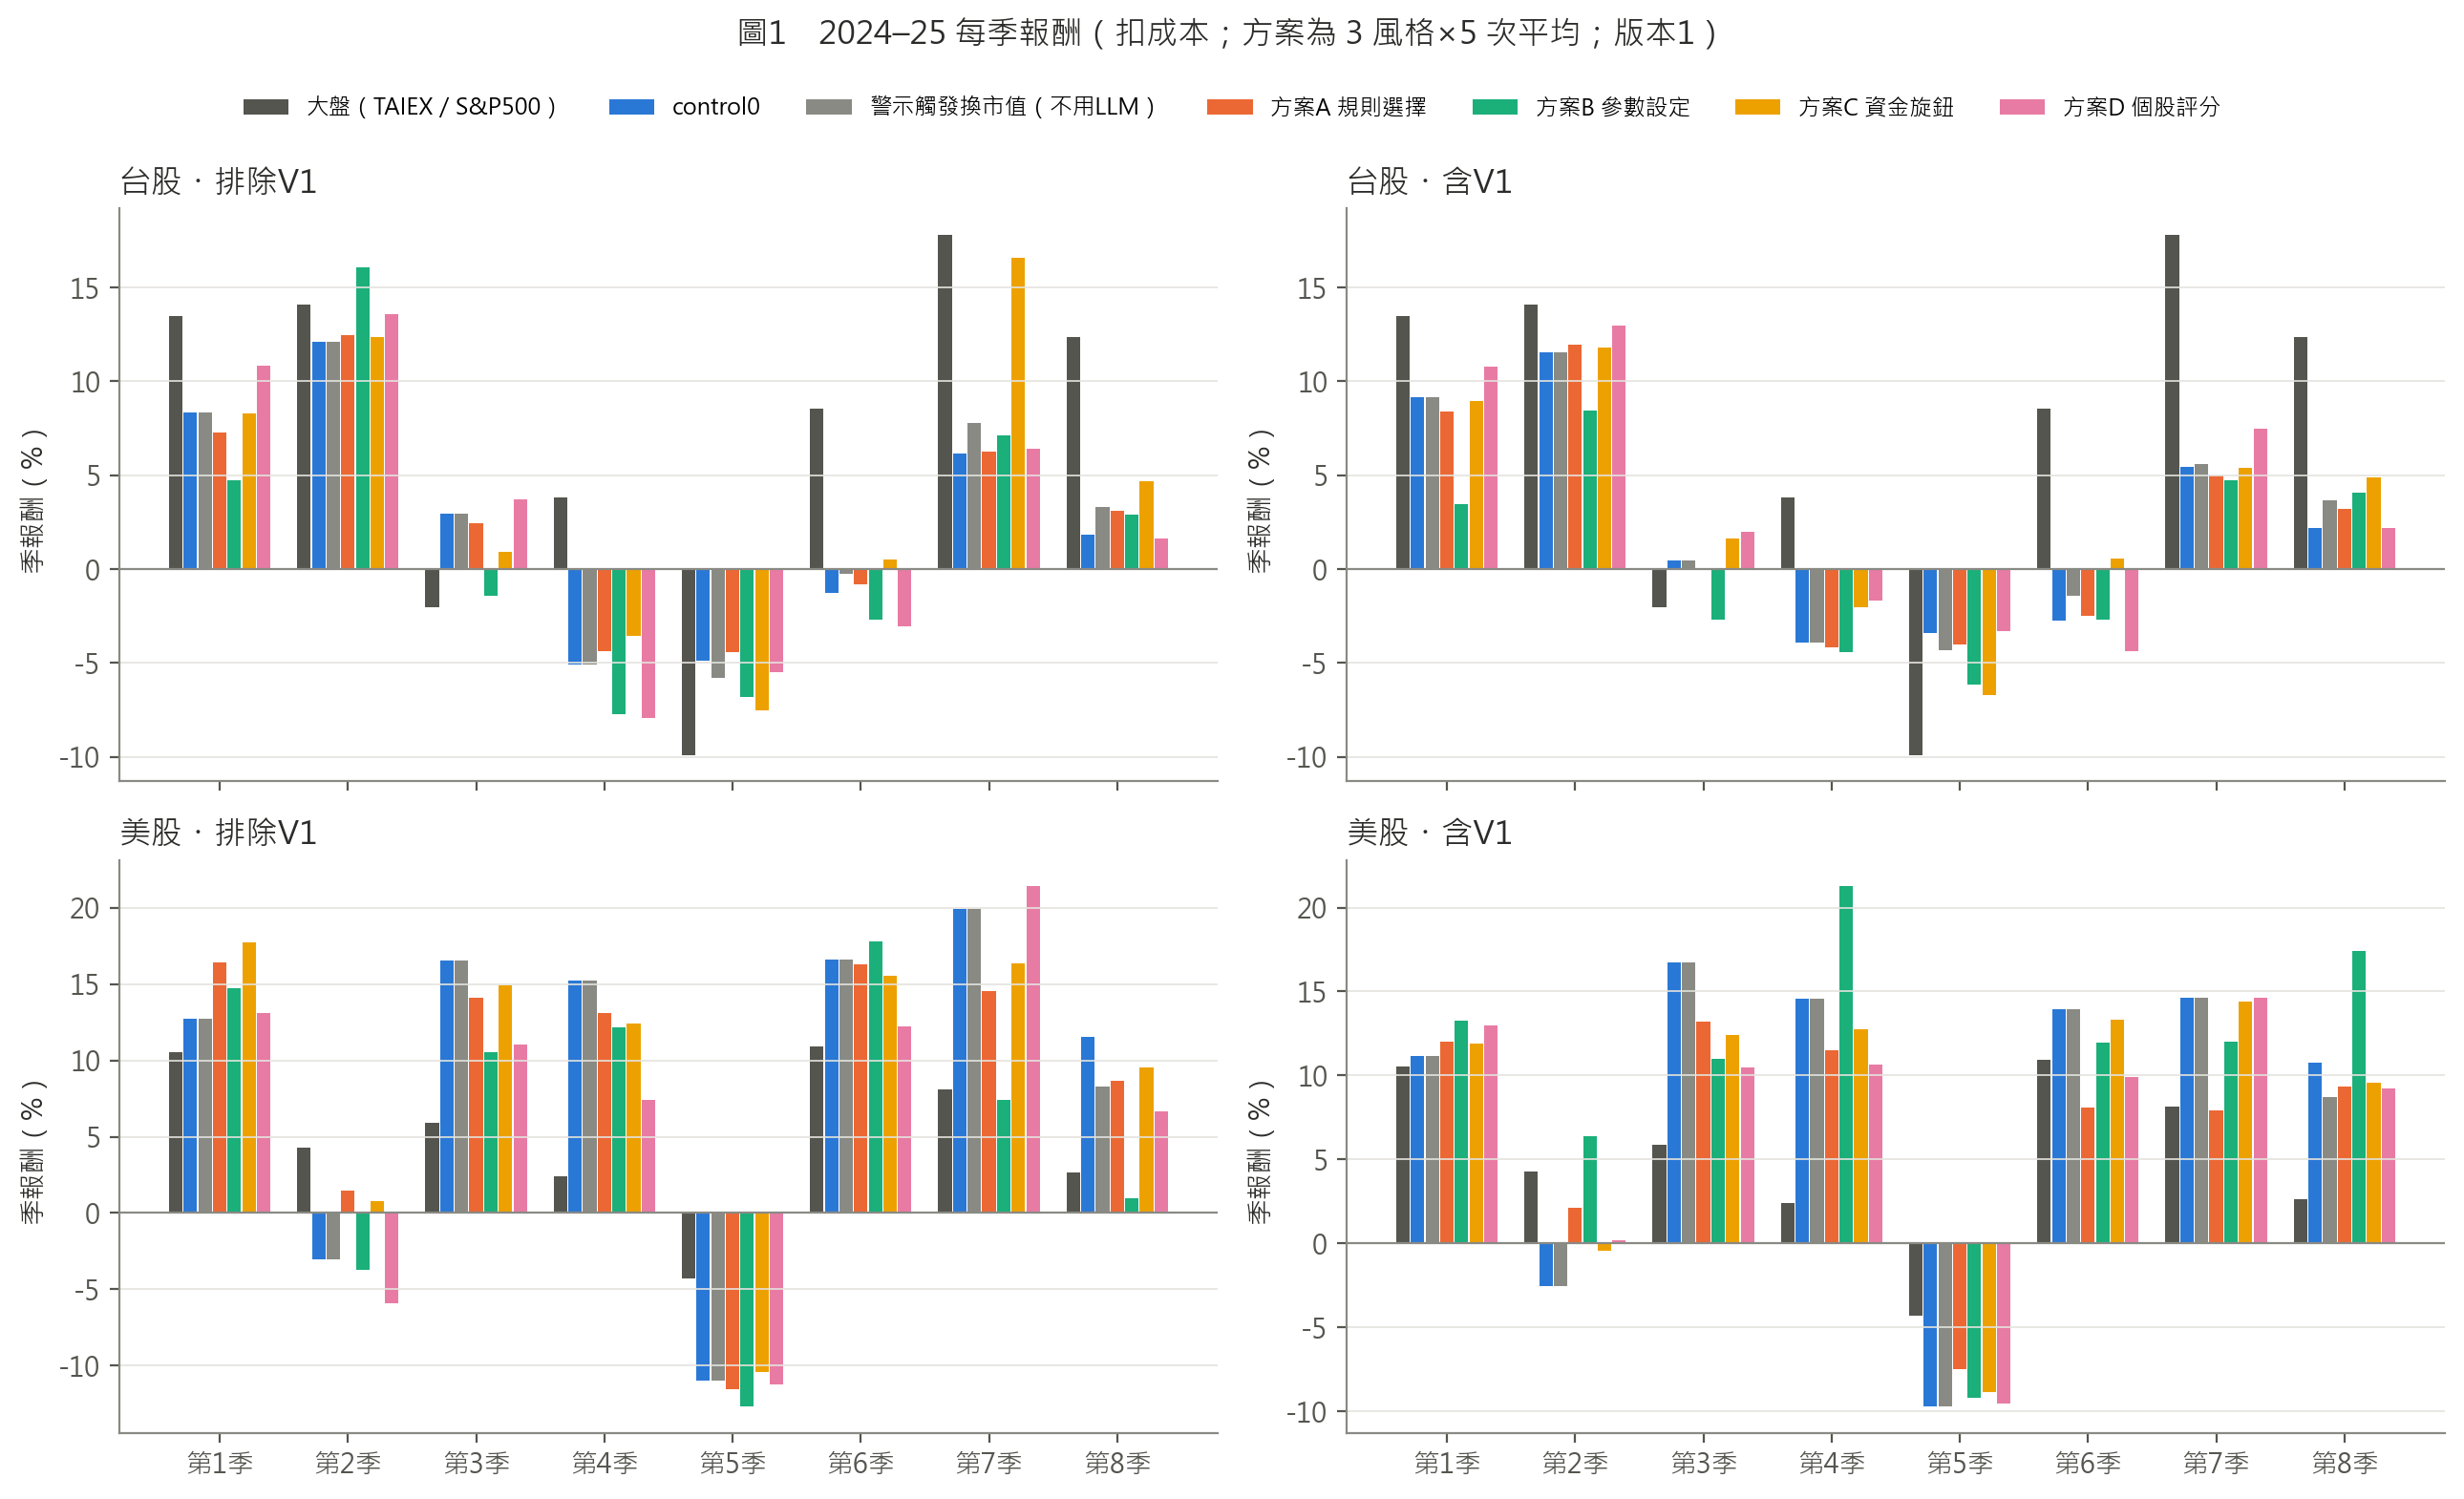 圖1　2024–25 每季報酬（扣成本；方案為 3 風格×5 次平均；版本1）
大盤（TAIEX / S&P500）
control0
警示觸發換市值（不用LLM）
方案A 規則選擇
方案B 參數設定
方案C 資金旋鈕
方案D 個股評分
台股 · 排除V1
季報酬（%）
15
10
5
0
-5
-10
台股 · 含V1
季報酬（%）
15
10
5
0
-5
-10
美股 · 排除V1
季報酬（%）
20
15
10
5
0
-5
-10
第1季 第2季 第3季 第4季 第5季 第6季 第7季 第8季
美股 · 含V1
季報酬（%）
20
15
10
5
0
-5
-10
第1季 第2季 第3季 第4季 第5季 第6季 第7季 第8季